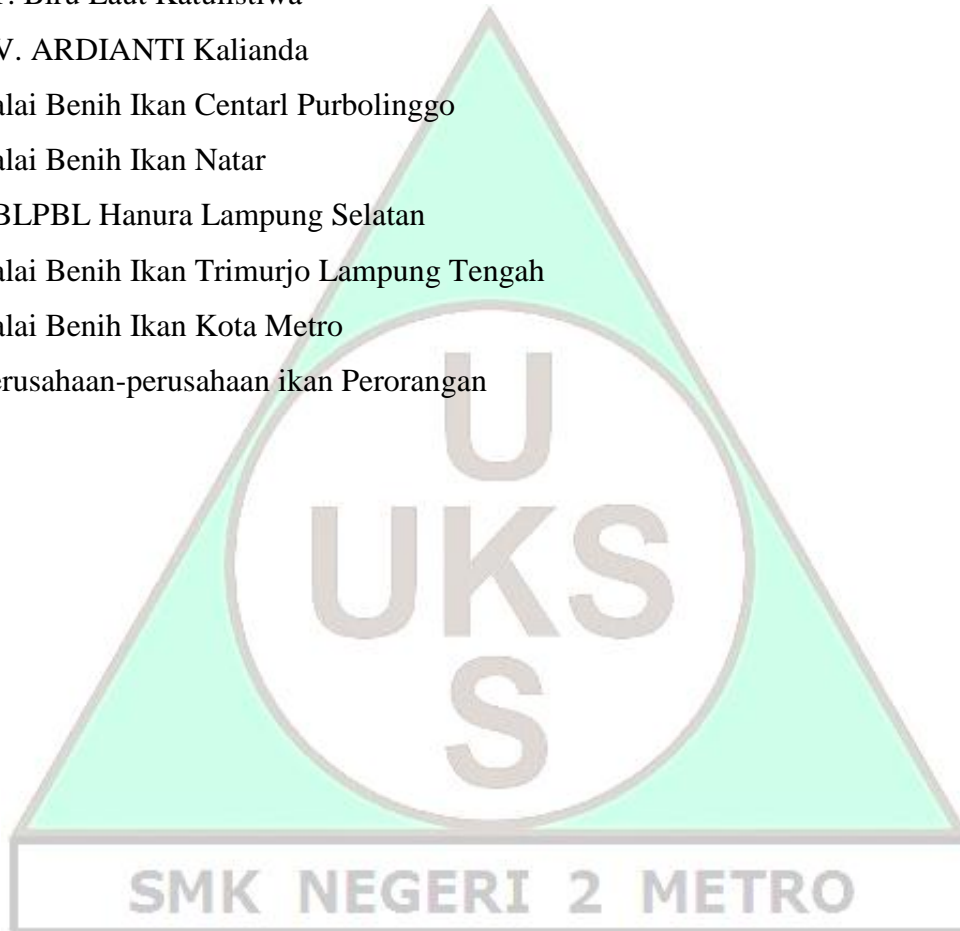 T. Biru Laut Katulistiwa
V. ARDIANTI Kalianda
alai Benih Ikan Centarl Purbolinggo
alai Benih Ikan Natar
BLPBL Hanura Lampung Selatan
alai Benih Ikan Trimurjo Lampung Tengah
alai Benih Ikan Kota Metro
erusahaan-perusahaan ikan Perorangan
U
UKS
S
SMK NEGERI 2 METRO